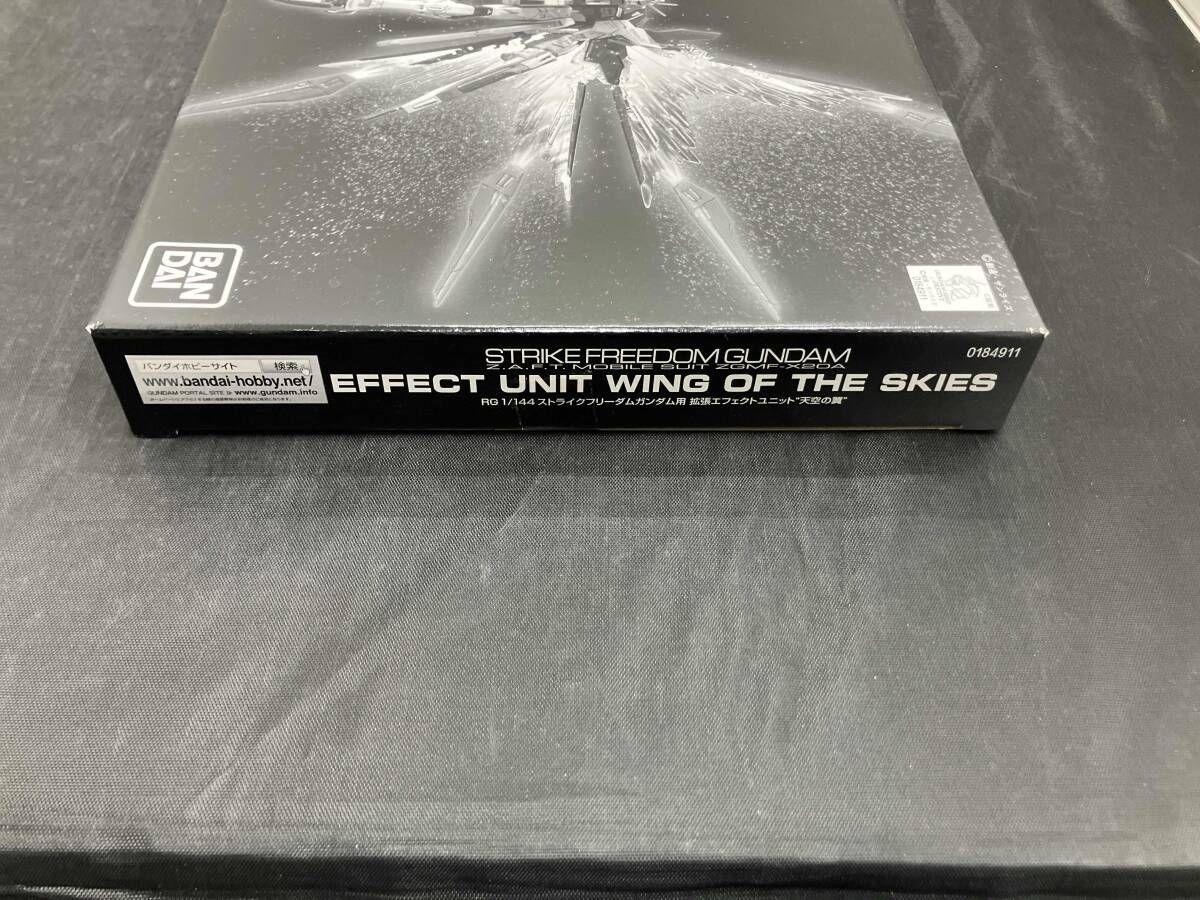 BAN
DAI
0184911
バンダイホビーサイト 検索
www.bandai-hobby.net/
GUNDAM PORTAL SITE www.gundam.info
STRIKE FREEDOM GUNDAM
Z.A.F.T. MOBILE SUIT ZGMF-X20A
EFFECT UNIT WING OF THE SKIES
RG 1/144 ストライクフリーダムガンダム用 拡張エフェクトユニット“天空の翼”
0184911